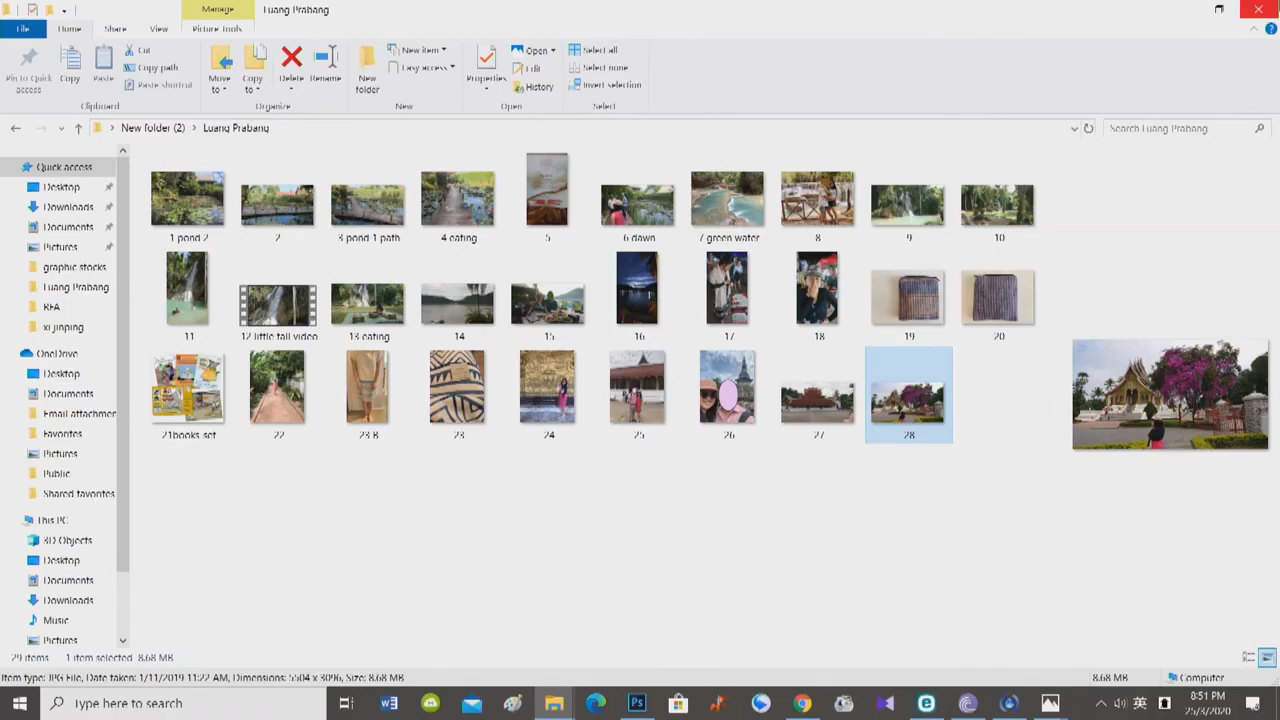 Manage
Luang Prabang
File
Home
Share
View
Picture Tools
Pin to Quick access
Copy
Paste
Cut
Copy path
Paste shortcut
Clipboard
Move to
Copy to
Delete
Rename
Organize
New folder
New item
Easy access
New
Properties
Open
Edit
History
Open
Select all
Select none
Invert selection
Select
New folder (2)
Luang Prabang
Search Luang Prabang
Quick access
Desktop
Downloads
Documents
Pictures
graphic stocks
Luang Prabang
RFA
xi jinping
OneDrive
Desktop
Documents
Email attachmen
Favorites
Pictures
Public
Shared favorites
This PC
3D Objects
Desktop
Documents
Downloads
Music
Pictures
1 pond 2
2
3 pond 1 path
4 eating
5
6 dawn
7 green water
8
9
10
11
12 little fall video
13 eating
14
15
16
17
18
19
20
21books set
22
23 B
23
24
25
26
27
28
29 items
1 item selected 8.68 MB
Item type: JPG File, Date taken: 1/11/2019 11:22 AM, Dimensions: 5504 x 3096, Size: 8.68 MB
8.68 MB
Computer
Type here to search
英
8:51 PM
25/3/2020